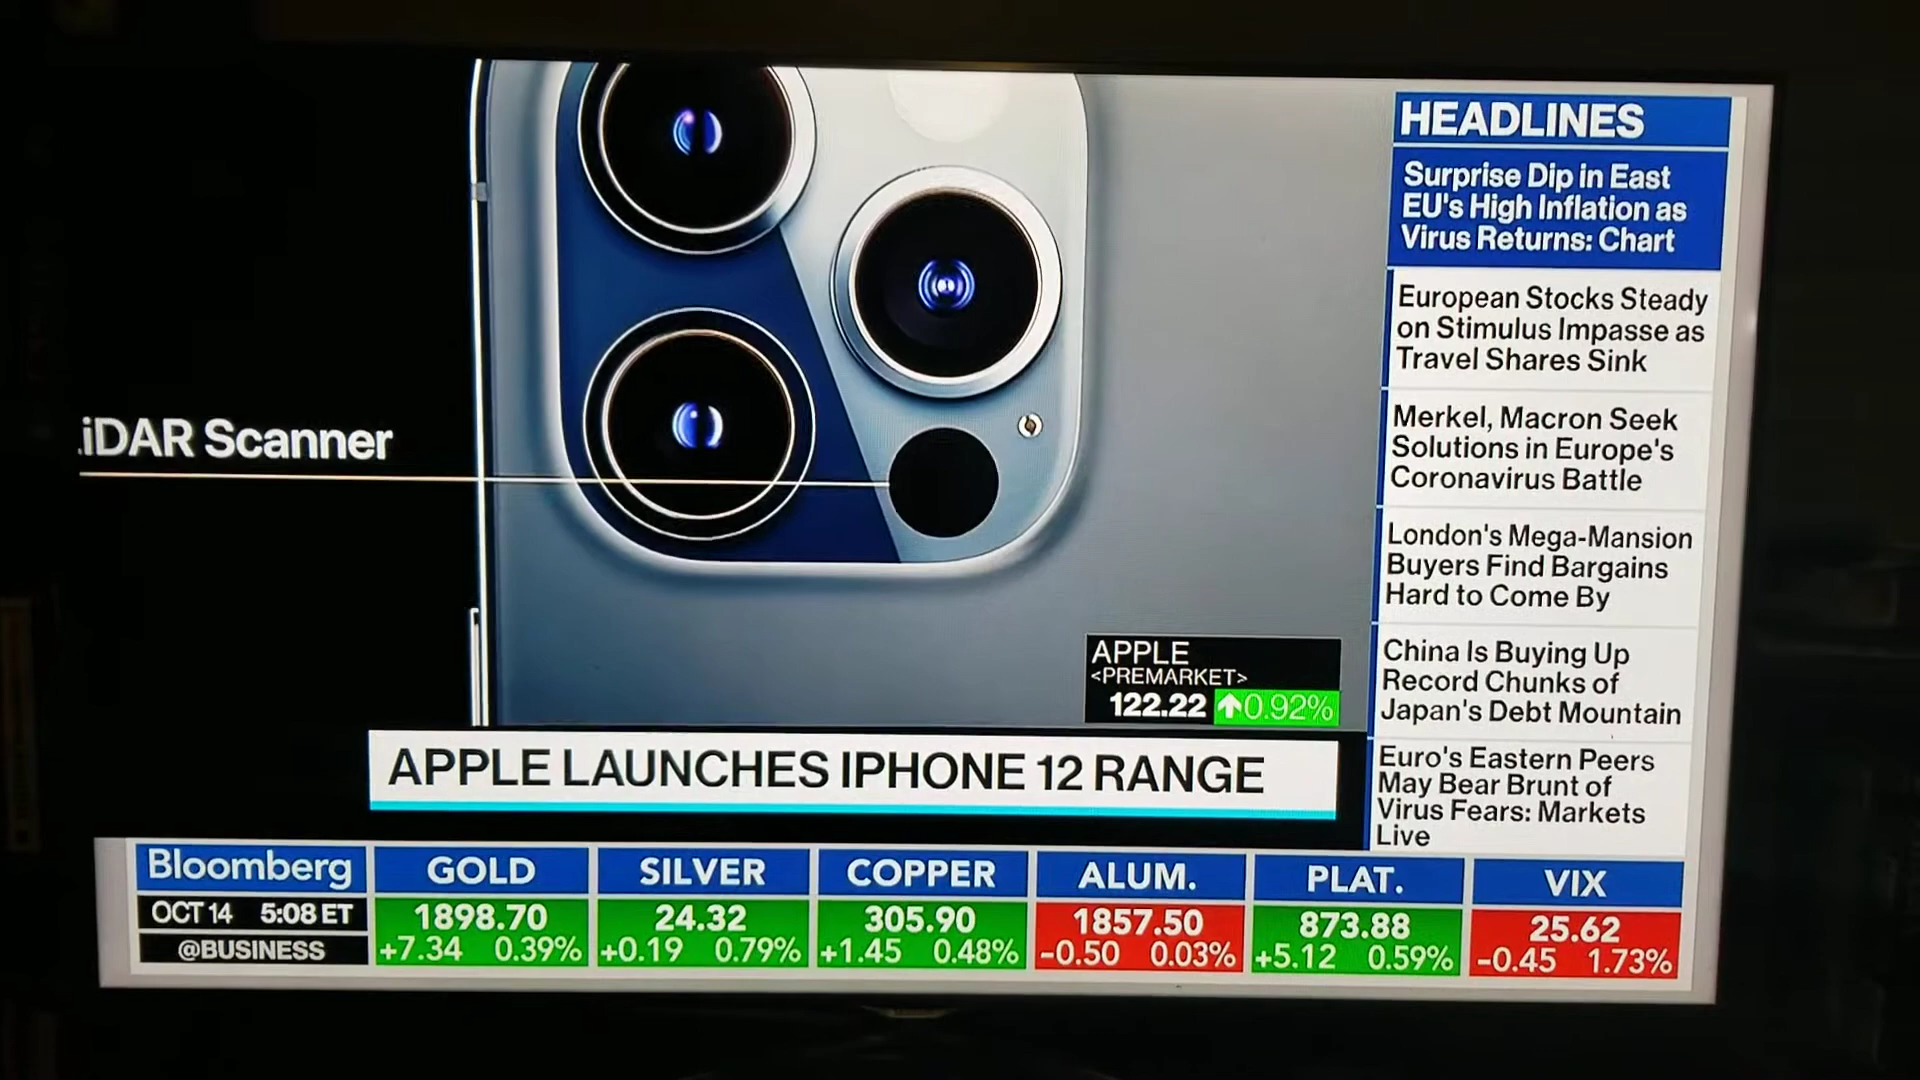 .iDAR Scanner
APPLE
<PREMARKET>
122.22 ↑0.92%
APPLE LAUNCHES IPHONE 12 RANGE
HEADLINES
Surprise Dip in East
EU's High Inflation as
Virus Returns: Chart
European Stocks Steady
on Stimulus Impasse as
Travel Shares Sink
Merkel, Macron Seek
Solutions in Europe's
Coronavirus Battle
London's Mega-Mansion
Buyers Find Bargains
Hard to Come By
China Is Buying Up
Record Chunks of
Japan's Debt Mountain
Euro's Eastern Peers
May Bear Brunt of
Virus Fears: Markets
Live
Bloomberg
OCT 14 5:08 ET
@BUSINESS
GOLD
1898.70
+7.34 0.39%
SILVER
24.32
+0.19 0.79%
COPPER
305.90
+1.45 0.48%
ALUM.
1857.50
-0.50 0.03%
PLAT.
873.88
+5.12 0.59%
VIX
25.62
-0.45 1.73%